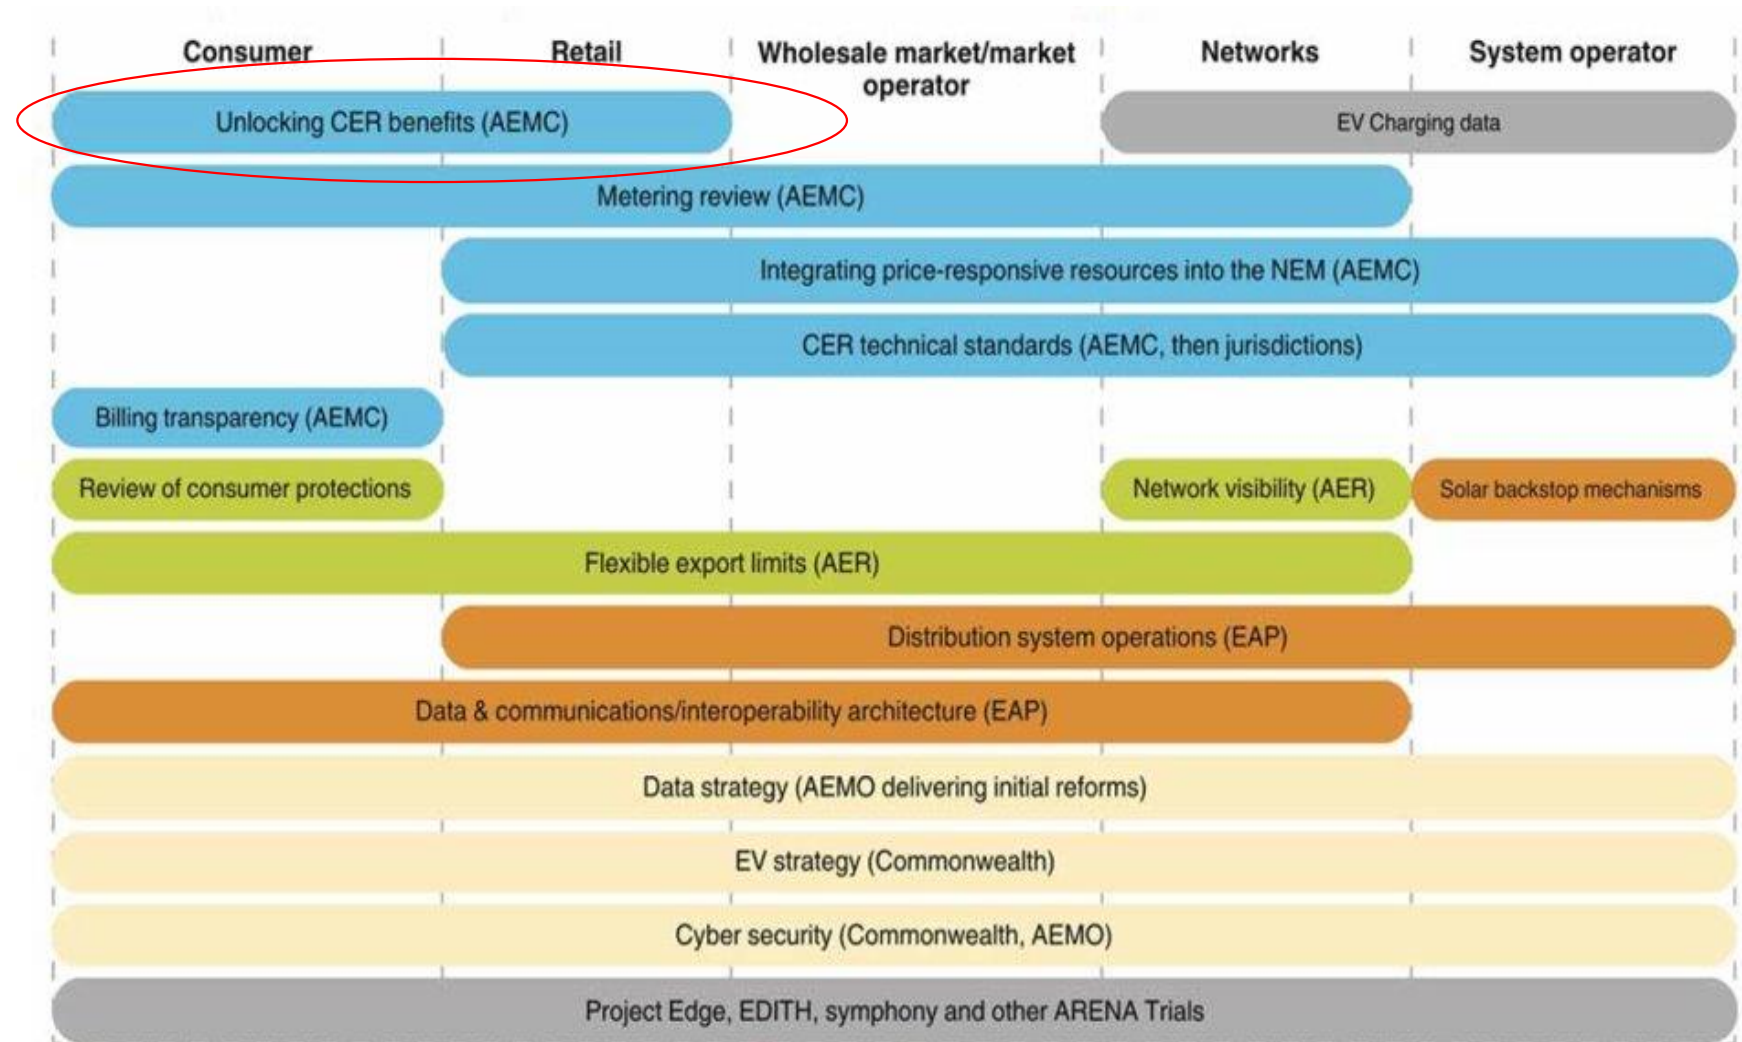 Consumer
Retail
Wholesale market/market
operator
Networks
System operator
Unlocking CER benefits (AEMC)
EV Charging data
Metering review (AEMC)
Integrating price-responsive resources into the NEM (AEMC)
CER technical standards (AEMC, then jurisdictions)
Billing transparency (AEMC)
Review of consumer protections
Network visibility (AER)
Solar backstop mechanisms
Flexible export limits (AER)
Distribution system operations (EAP)
Data & communications/interoperability architecture (EAP)
Data strategy (AEMO delivering initial reforms)
EV strategy (Commonwealth)
Cyber security (Commonwealth, AEMO)
Project Edge, EDITH, symphony and other ARENA Trials